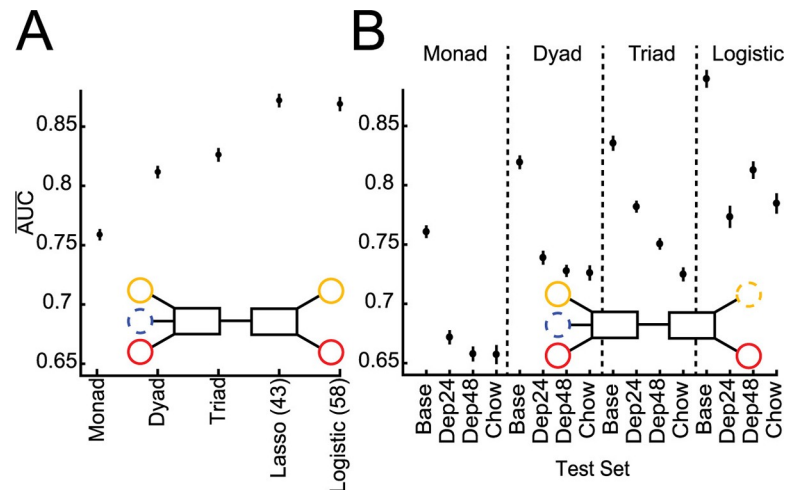 A
B
Monad Dyad Triad Logistic
AUC
0.85
0.8
0.75
0.7
0.65
Monad
Dyad
Triad
Lasso (43)
Logistic (58)
0.85
0.8
0.75
0.7
0.65
Base
Dep24
Dep48
Chow
Base
Dep24
Dep48
Chow
Base
Dep24
Dep48
Chow
Base
Dep24
Dep48
Chow
Test Set